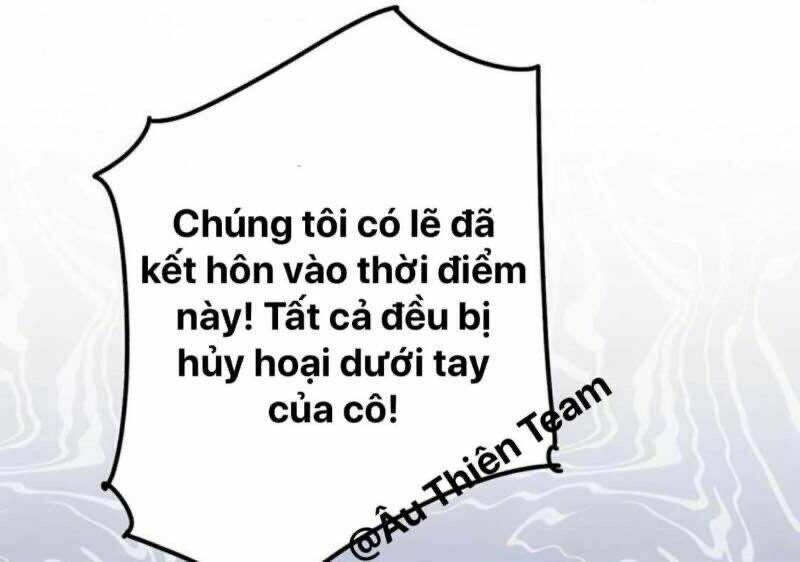 Chúng tôi có lẽ đã
kết hôn vào thời điểm
này! Tất cả đều bị
hủy hoại dưới tay
của cô!
@Âu Thiên Team